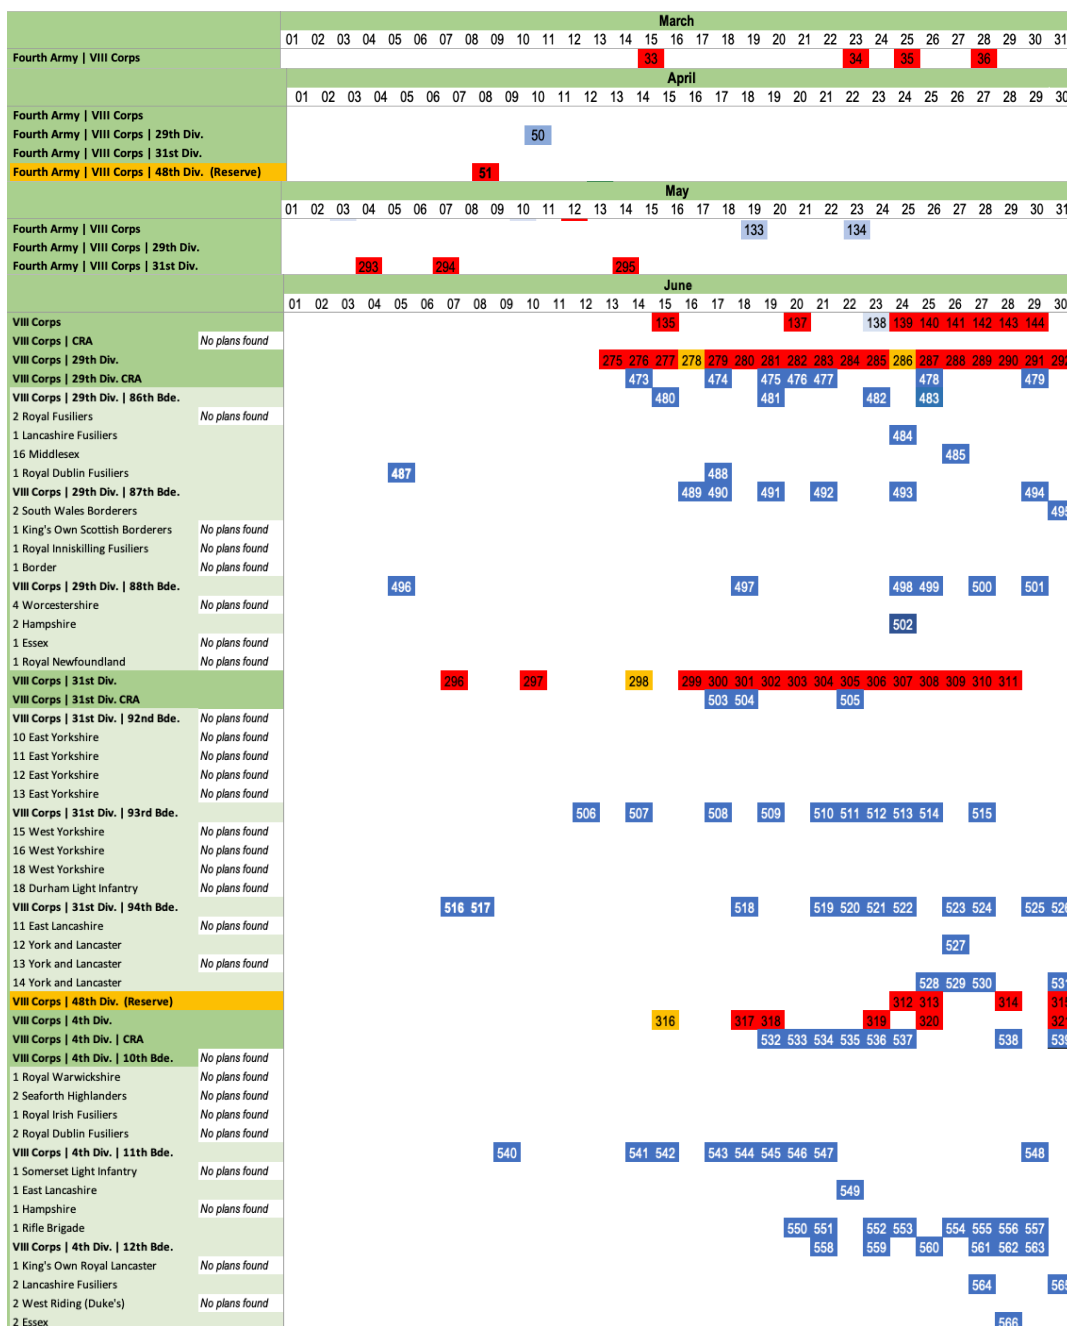 March
01 02 03 04 05 06 07 08 09 10 11 12 13 14 15 16 17 18 19 20 21 22 23 24 25 26 27 28 29 30 31
Fourth Army | VIII Corps 33 34 35 36
April
01 02 03 04 05 06 07 08 09 10 11 12 13 14 15 16 17 18 19 20 21 22 23 24 25 26 27 28 29 30
Fourth Army | VIII Corps
Fourth Army | VIII Corps | 29th Div. 50
Fourth Army | VIII Corps | 31st Div.
Fourth Army | VIII Corps | 48th Div. (Reserve) 51
May
01 02 03 04 05 06 07 08 09 10 11 12 13 14 15 16 17 18 19 20 21 22 23 24 25 26 27 28 29 30 31
Fourth Army | VIII Corps 133 134
Fourth Army | VIII Corps | 29th Div.
Fourth Army | VIII Corps | 31st Div. 293 294 295
June
01 02 03 04 05 06 07 08 09 10 11 12 13 14 15 16 17 18 19 20 21 22 23 24 25 26 27 28 29 30
VIII Corps 135 137 138 139 140 141 142 143 144
VIII Corps | CRA No plans found
VIII Corps | 29th Div. 275 276 277 278 279 280 281 282 283 284 285 286 287 288 289 290 291 292
VIII Corps | 29th Div. CRA 473 474 475 476 477 478 479
VIII Corps | 29th Div. | 86th Bde. 480 481 482 483
2 Royal Fusiliers No plans found
1 Lancashire Fusiliers 484
16 Middlesex 485
1 Royal Dublin Fusiliers 487 488
VIII Corps | 29th Div. | 87th Bde. 489 490 491 492 493 494
2 South Wales Borderers 495
1 King's Own Scottish Borderers No plans found
1 Royal Inniskilling Fusiliers No plans found
1 Border No plans found
VIII Corps | 29th Div. | 88th Bde. 496 497 498 499 500 501
4 Worcestershire No plans found
2 Hampshire 502
1 Essex No plans found
1 Royal Newfoundland No plans found
VIII Corps | 31st Div. 296 297 298 299 300 301 302 303 304 305 306 307 308 309 310 311
VIII Corps | 31st Div. CRA 503 504 505
VIII Corps | 31st Div. | 92nd Bde. No plans found
10 East Yorkshire No plans found
11 East Yorkshire No plans found
12 East Yorkshire No plans found
13 East Yorkshire No plans found
VIII Corps | 31st Div. | 93rd Bde. 506 507 508 509 510 511 512 513 514 515
15 West Yorkshire No plans found
16 West Yorkshire No plans found
18 West Yorkshire No plans found
18 Durham Light Infantry No plans found
VIII Corps | 31st Div. | 94th Bde. 516 517 518 519 520 521 522 523 524 525 526
11 East Lancashire No plans found
12 York and Lancaster 527
13 York and Lancaster No plans found
14 York and Lancaster 528 529 530 531
VIII Corps | 48th Div. (Reserve) 312 313 314 315
VIII Corps | 4th Div. 316 317 318 319 320 321
VIII Corps | 4th Div. | CRA 532 533 534 535 536 537 538 539
VIII Corps | 4th Div. | 10th Bde. No plans found
1 Royal Warwickshire No plans found
2 Seaforth Highlanders No plans found
1 Royal Irish Fusiliers No plans found
2 Royal Dublin Fusiliers No plans found
VIII Corps | 4th Div. | 11th Bde. 540 541 542 543 544 545 546 547 548
1 Somerset Light Infantry No plans found
1 East Lancashire 549
1 Hampshire No plans found
1 Rifle Brigade 550 551 552 553 554 555 556 557
VIII Corps | 4th Div. | 12th Bde. 558 559 560 561 562 563
1 King's Own Royal Lancaster No plans found
2 Lancashire Fusiliers 564 565
2 West Riding (Duke's) No plans found
2 Essex 566